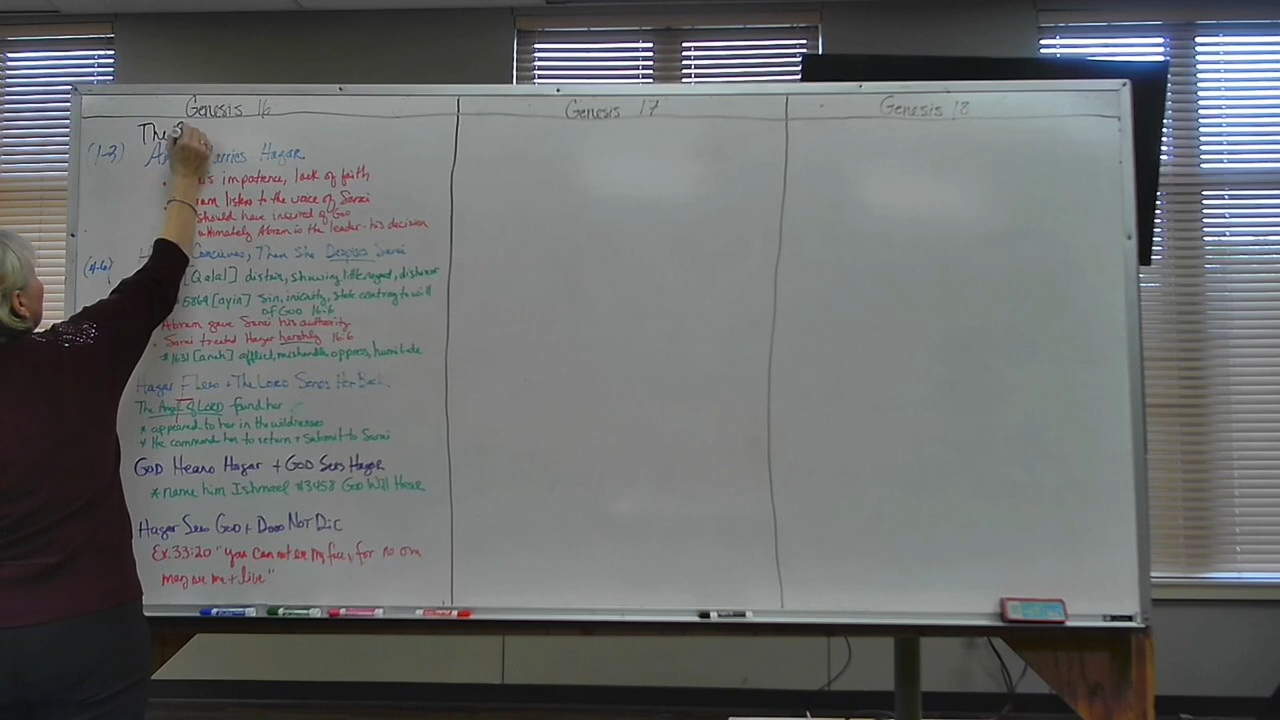 Genesis 16
The
(1-3) Marries Hagar
impatience, lack of faith
listens to the voice of Sarai
should have inquired of God
ultimately Abram is the leader - his decision
(4-6) Conceives, Then She Despises Sarai
[Qalal] distain, showing little regard, dishonor
5869 [ayin] Sin, iniquity, State contrary to will
of God 16:6
Abram gave Sarai his authority
Sarai treated Hagar harshly 16:6
#1631 [anah] afflict, mishandle, oppress, humiliate
Hagar Flees + The Lord Sends Her Back
The Angel of LORD found her
* appeared to her in the wilderness
* He command her to return + submit to Sarai
GOD Hears Hagar + GOD Sees Hagar
* name him Ishmael #3458 God Will Hear
Hagar Sees God + Does Not Die
Ex. 33:20 "you can not see My face, for no one
may see me + live"
Genesis 17
Genesis 18